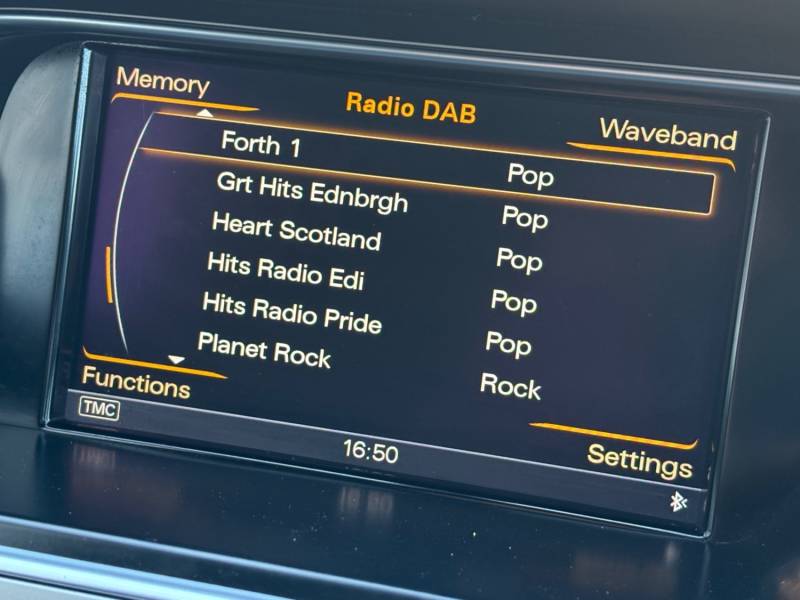 Memory
Radio DAB
Waveband
Forth 1 Pop
Grt Hits Ednbrgh Pop
Heart Scotland Pop
Hits Radio Edi Pop
Hits Radio Pride Pop
Planet Rock Rock
Functions
Settings
TMC
16:50